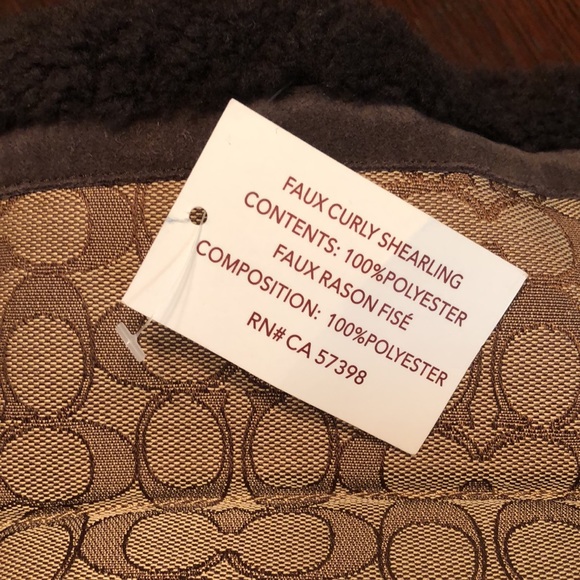 FAUX CURLY SHEARLING
CONTENTS: 100%POLYESTER
FAUX RASON FISÉ
COMPOSITION: 100%POLYESTER
RN# CA 57398